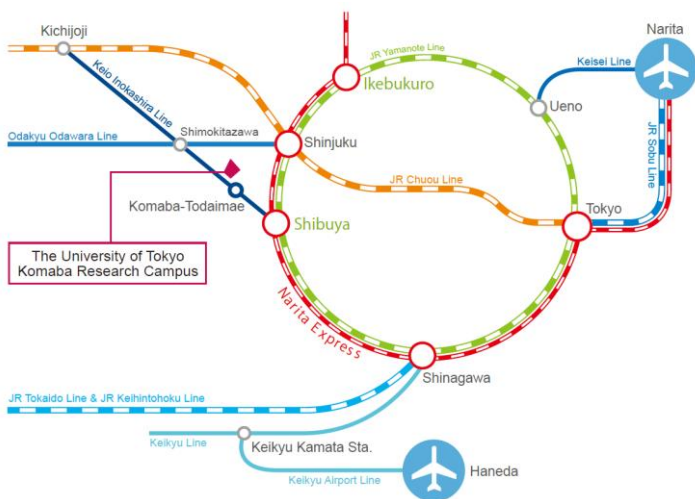 Kichijoji
JR Yamanote Line
Narita
Keisei Line
Ikebukuro
Ueno
Keio Inokashira Line
Odakyu Odawara Line
Shimokitazawa
Shinjuku
JR Chuou Line
JR Sobu Line
Komaba-Todaimae
Shibuya
Tokyo
The University of Tokyo
Komaba Research Campus
Narita Express
Shinagawa
JR Tokaido Line & JR Keihintohoku Line
Keikyu Line
Keikyu Kamata Sta.
Keikyu Airport Line
Haneda